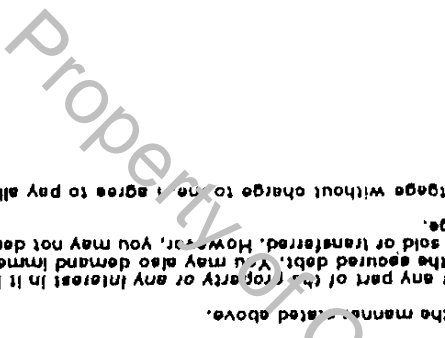 the manner stated above.
any part of the property or any interest in it
the secured debt. You may also demand
sold or transferred. However, you may not
ge.
tgage without charge to me. I agree to pay all
Property of